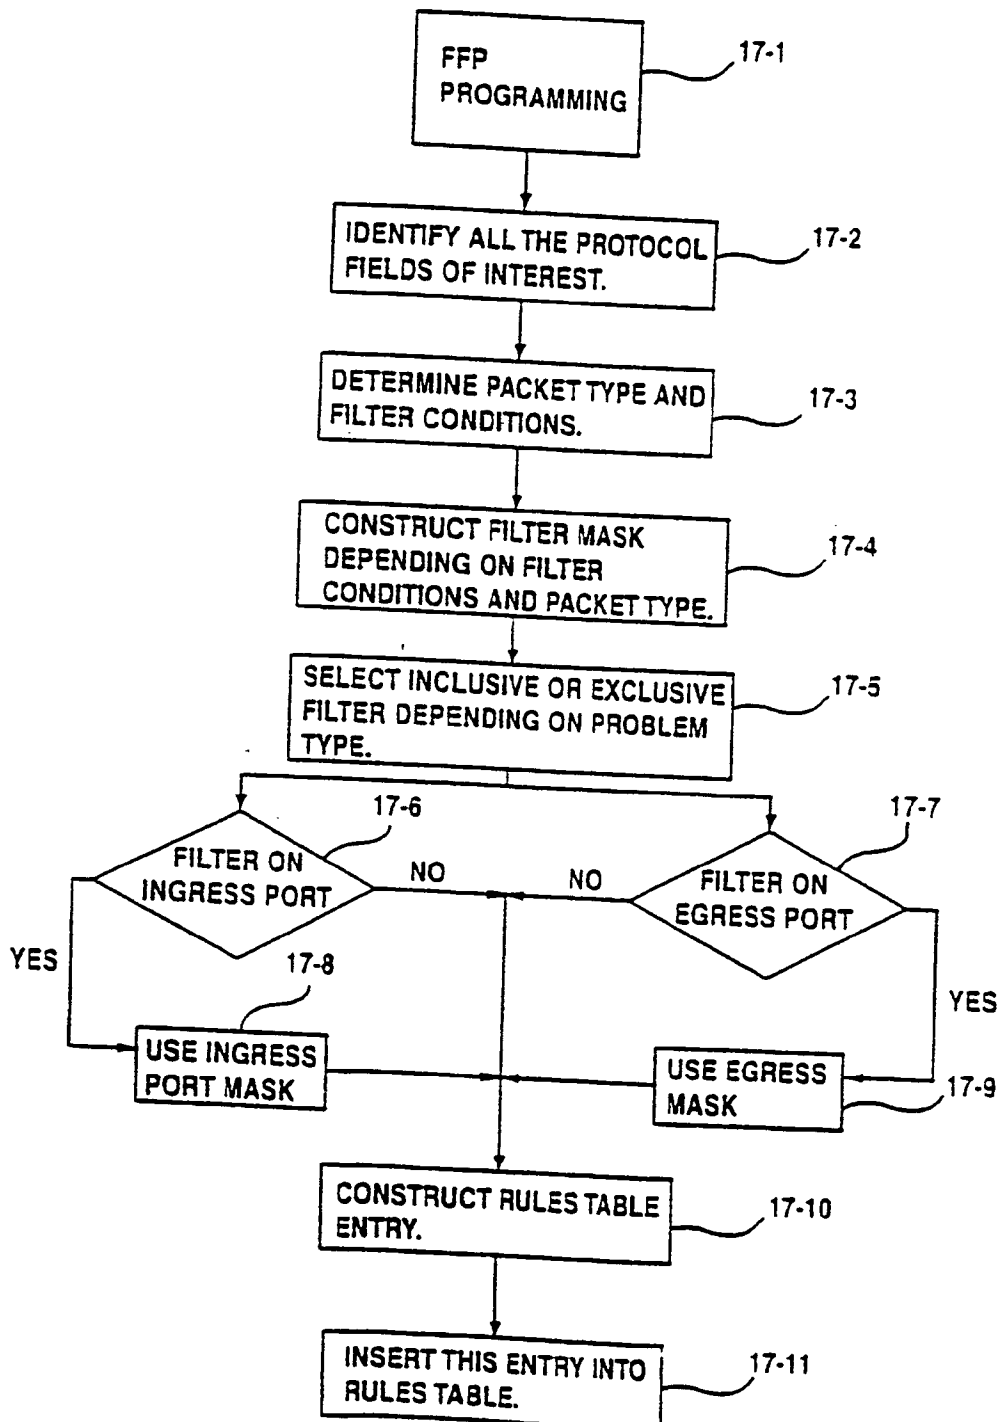 17-1
FFP
PROGRAMMING
17-2
IDENTIFY ALL THE PROTOCOL
FIELDS OF INTEREST.
17-3
DETERMINE PACKET TYPE AND
FILTER CONDITIONS.
17-4
CONSTRUCT FILTER MASK
DEPENDING ON FILTER
CONDITIONS AND PACKET TYPE.
17-5
SELECT INCLUSIVE OR EXCLUSIVE
FILTER DEPENDING ON PROBLEM
TYPE.
17-6
17-7
FILTER ON
INGRESS PORT
NO
NO
FILTER ON
EGRESS PORT
YES
YES
17-8
USE INGRESS
PORT MASK
USE EGRESS
MASK
17-9
CONSTRUCT RULES TABLE
ENTRY.
17-10
INSERT THIS ENTRY INTO
RULES TABLE.
17-11